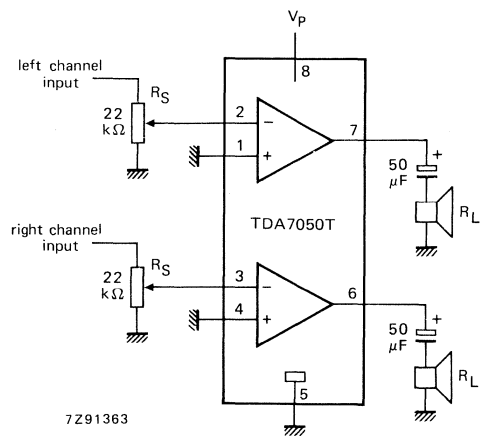 V_P
8
left channel
input
R_S
22
kΩ
2
−
1
+
7
+
50
μF
R_L
TDA7050T
right channel
input
R_S
22
kΩ
3
−
4
+
6
+
50
μF
R_L
5
7Z91363